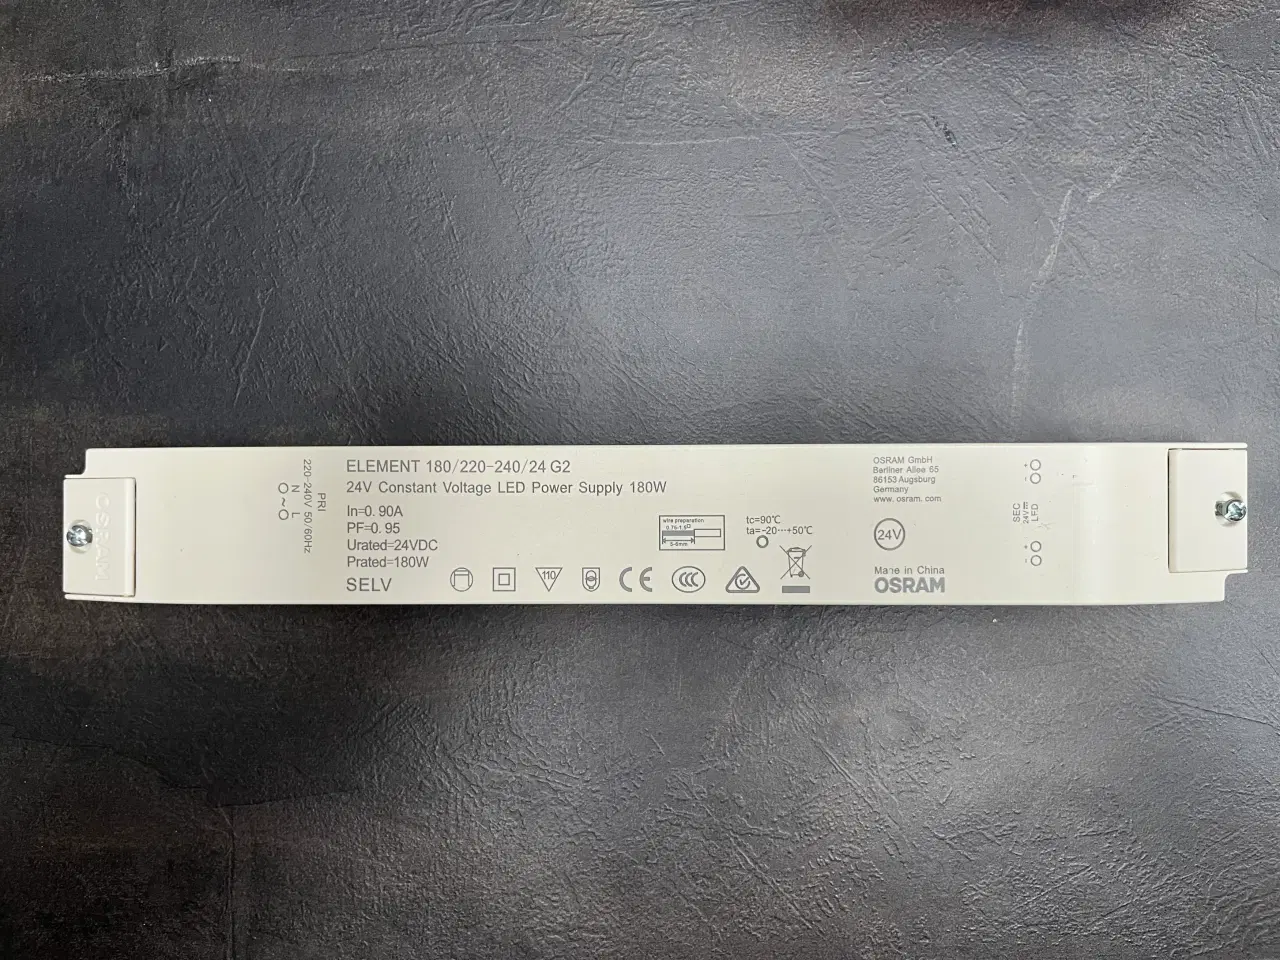 OSRAM
220-240V 50/60Hz
PRI
N
L
ELEMENT 180/220-240/24 G2
24V Constant Voltage LED Power Supply 180W
In=0.90A
PF=0.95
Urated=24VDC
Prated=180W
SELV
110
CE
CCC
wire preparation
5-6mm
tc=90℃
ta=-20···+50℃
OSRAM GmbH
Berliner Allee 65
86153 Augsburg
Germany
www.osram.com
24V
Made in China
OSRAM
SEC
24V
LED
+
-
+
-